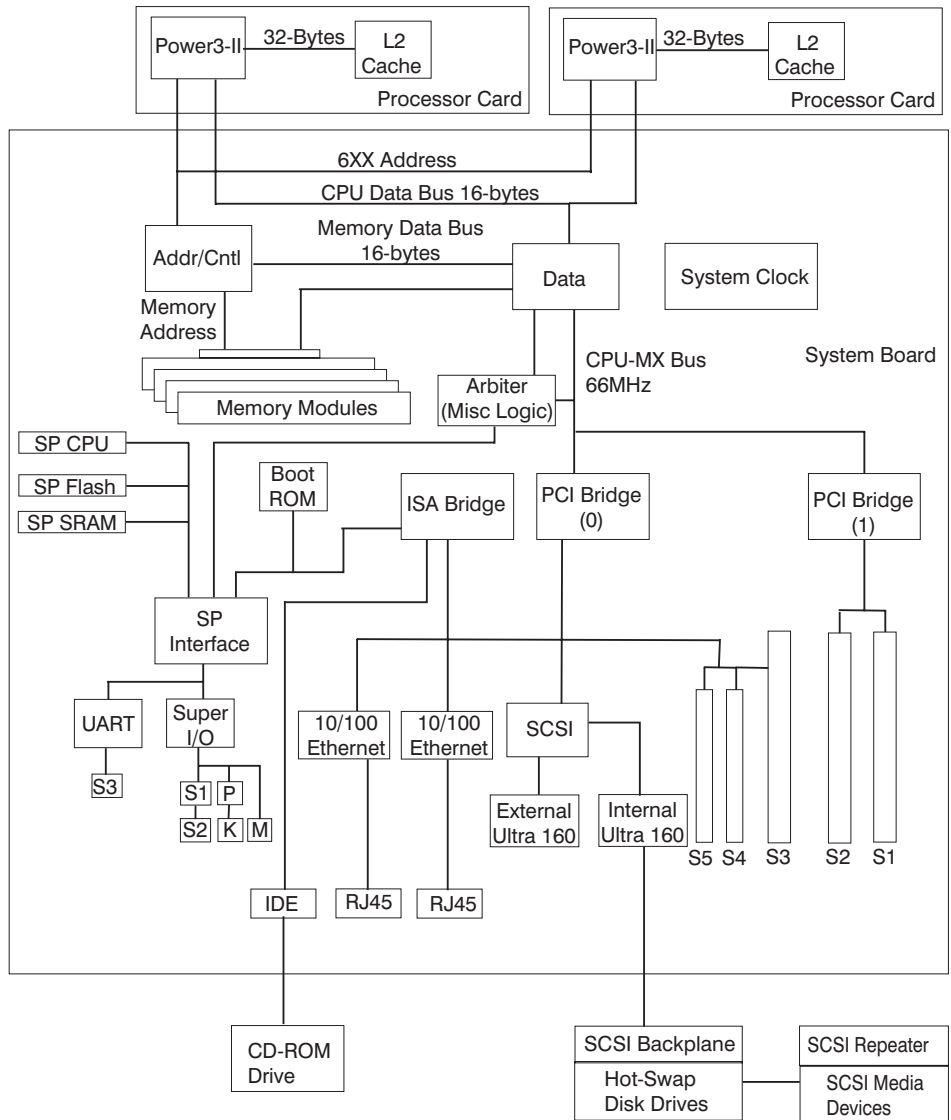 Power3-II
32-Bytes
L2
Cache
Processor Card
Power3-II
32-Bytes
L2
Cache
Processor Card
6XX Address
CPU Data Bus 16-bytes
Memory Data Bus
16-bytes
Addr/Cntl
Data
System Clock
Memory
Address
CPU-MX Bus
66MHz
System Board
Memory Modules
Arbiter
(Misc Logic)
SP CPU
SP Flash
SP SRAM
Boot
ROM
ISA Bridge
PCI Bridge
(0)
PCI Bridge
(1)
SP
Interface
UART
Super
I/O
10/100
Ethernet
10/100
Ethernet
SCSI
S3
S1
P
S2
K
M
External
Ultra 160
Internal
Ultra 160
S5
S4
S3
S2
S1
IDE
RJ45
RJ45
CD-ROM
Drive
SCSI Backplane
Hot-Swap
Disk Drives
SCSI Repeater
SCSI Media
Devices